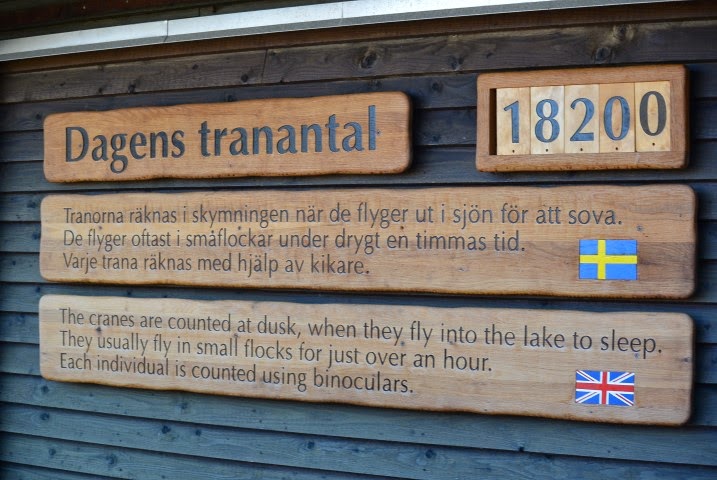 Dagens tranantal
18200
Tranorna räknas i skymningen när de flyger ut i sjön för att sova.
De flyger oftast i småflockar under drygt en timmas tid.
Varje trana räknas med hjälp av kikare.
The cranes are counted at dusk, when they fly into the lake to sleep.
They usually fly in small flocks for just over an hour.
Each individual is counted using binoculars.